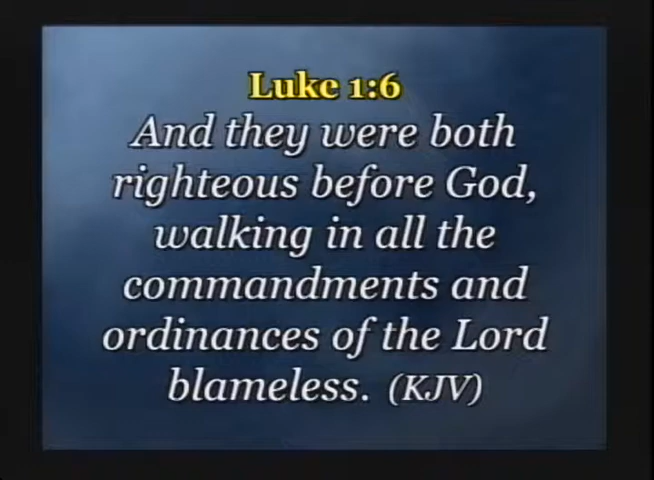 Luke 1:6
And they were both
righteous before God,
walking in all the
commandments and
ordinances of the Lord
blameless. (KJV)